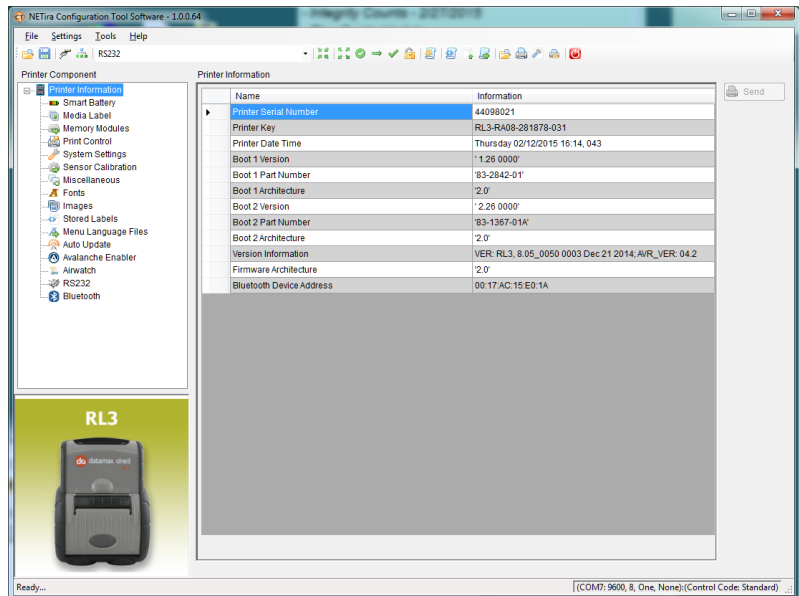 NETira Configuration Tool Software - 1.0.0.64
- Integrity Counts - 2/27/2015
File Settings Tools Help
RS232
Printer Component
Printer Information
Smart Battery
Media Label
Memory Modules
Print Control
System Settings
Sensor Calibration
Miscellaneous
Fonts
Images
Stored Labels
Menu Language Files
Auto Update
Avalanche Enabler
Airwatch
RS232
Bluetooth
Printer Information
Name Information
Printer Serial Number 44098021
Printer Key RL3-RA08-281878-031
Printer Date Time Thursday 02/12/2015 16:14, 043
Boot 1 Version ' 1.26 0000'
Boot 1 Part Number '83-2842-01'
Boot 1 Architecture '2.0'
Boot 2 Version ' 2.26 0000'
Boot 2 Part Number '83-1367-01A'
Boot 2 Architecture '2.0'
Version Information VER: RL3, 8.05_0050 0003 Dec 21 2014; AVR_VER: 04.2
Firmware Architecture '2.0'
Bluetooth Device Address 00:17:AC:15:E0:1A
Send
RL3
do datamax oneil
Ready...
(COM7: 9600, 8, One, None):(Control Code: Standard)